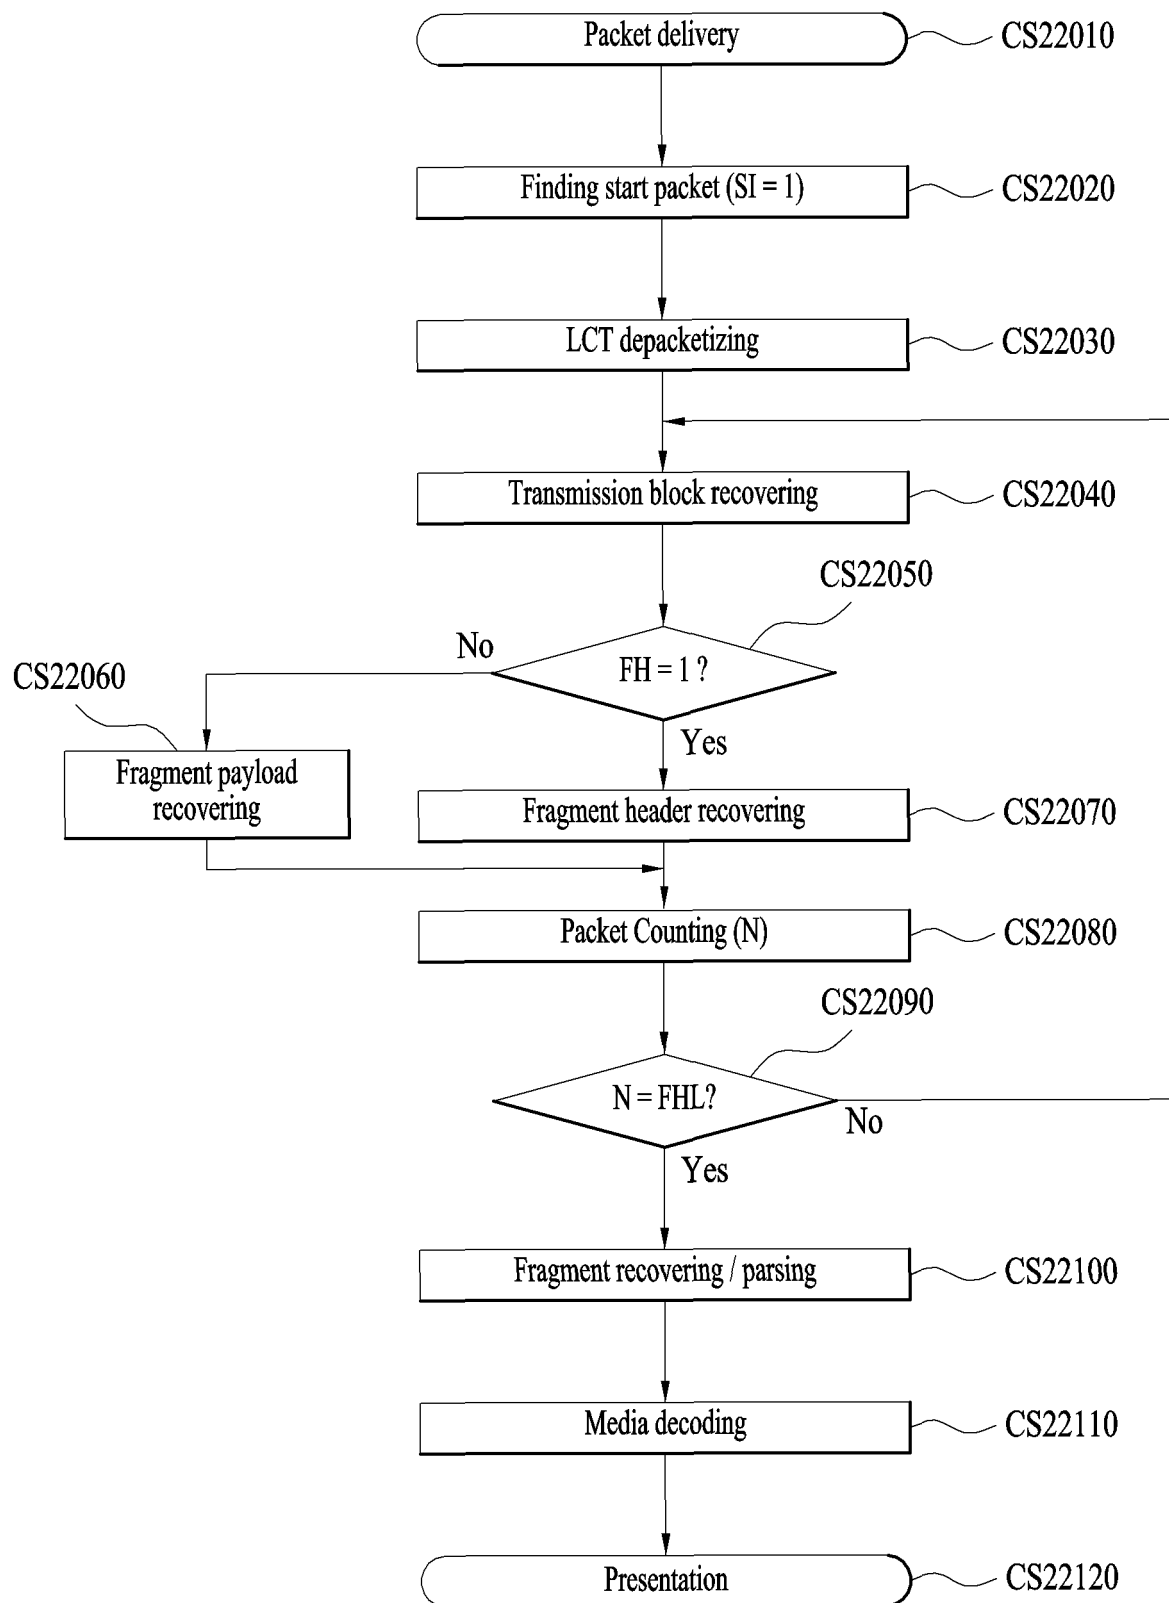 Packet delivery
CS22010
Finding start packet (SI = 1)
CS22020
LCT depacketizing
CS22030
Transmission block recovering
CS22040
CS22050
No
FH = 1 ?
CS22060
Yes
Fragment payload
recovering
Fragment header recovering
CS22070
Packet Counting (N)
CS22080
CS22090
N = FHL?
No
Yes
Fragment recovering / parsing
CS22100
Media decoding
CS22110
Presentation
CS22120